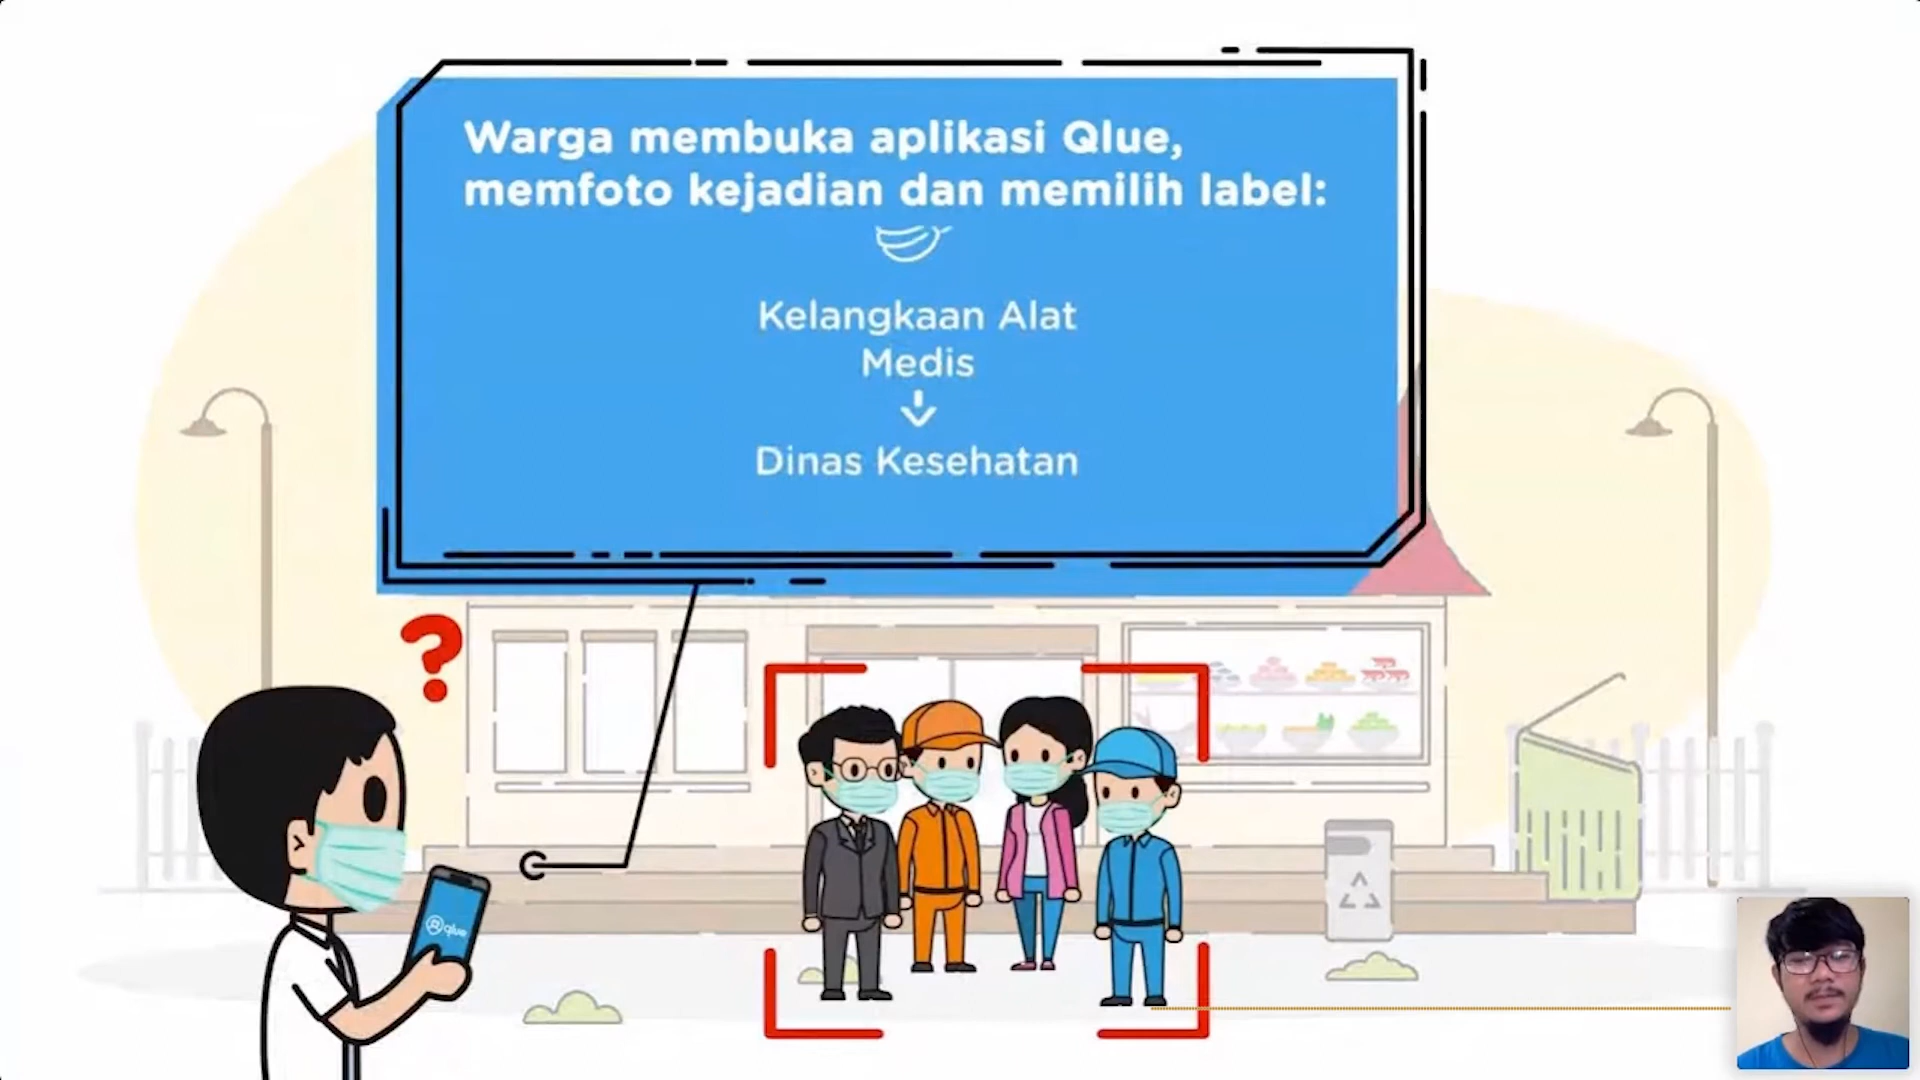 Warga membuka aplikasi Qlue,
memfoto kejadian dan memilih label:
Kelangkaan Alat
Medis
Dinas Kesehatan
?
qlue